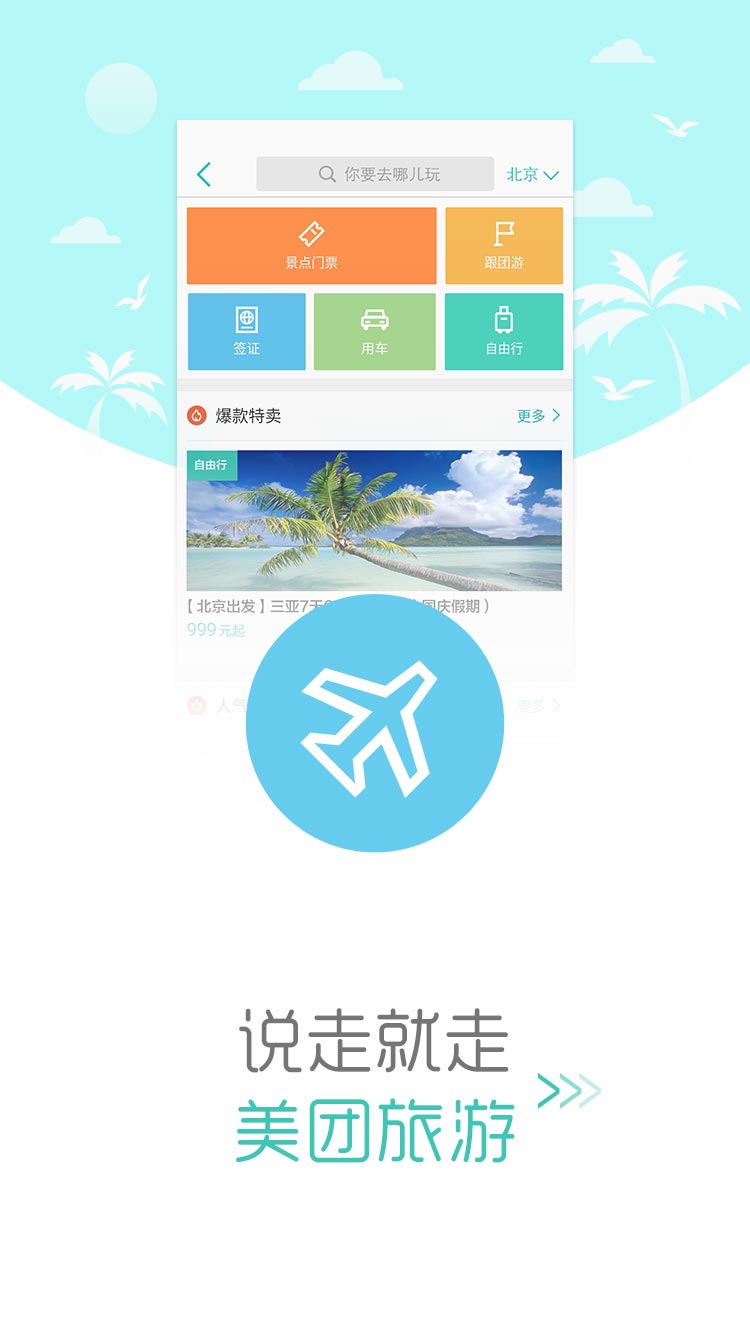 你要去哪儿玩 北京
景点门票 跟团游
签证 用车 自由行
爆款特卖 更多
自由行
【北京出发】三亚7天 国庆假期）
999元起
人气 更多
说走就走
美团旅游